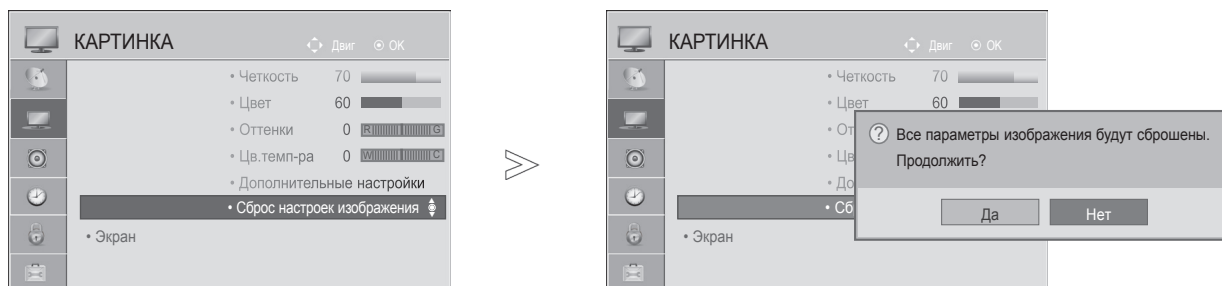 КАРТИНКА
Двиг OK
• Четкость 70
• Цвет 60
• Оттенки 0 R G
• Цв.темп-ра 0 W C
• Дополнительные настройки
• Сброс настроек изображения
• Экран
КАРТИНКА
Двиг OK
• Четкость 70
• Цвет 60
• От
• Цв
• До
• Сб
• Экран
? Все параметры изображения будут сброшены.
Продолжить?
Да Нет